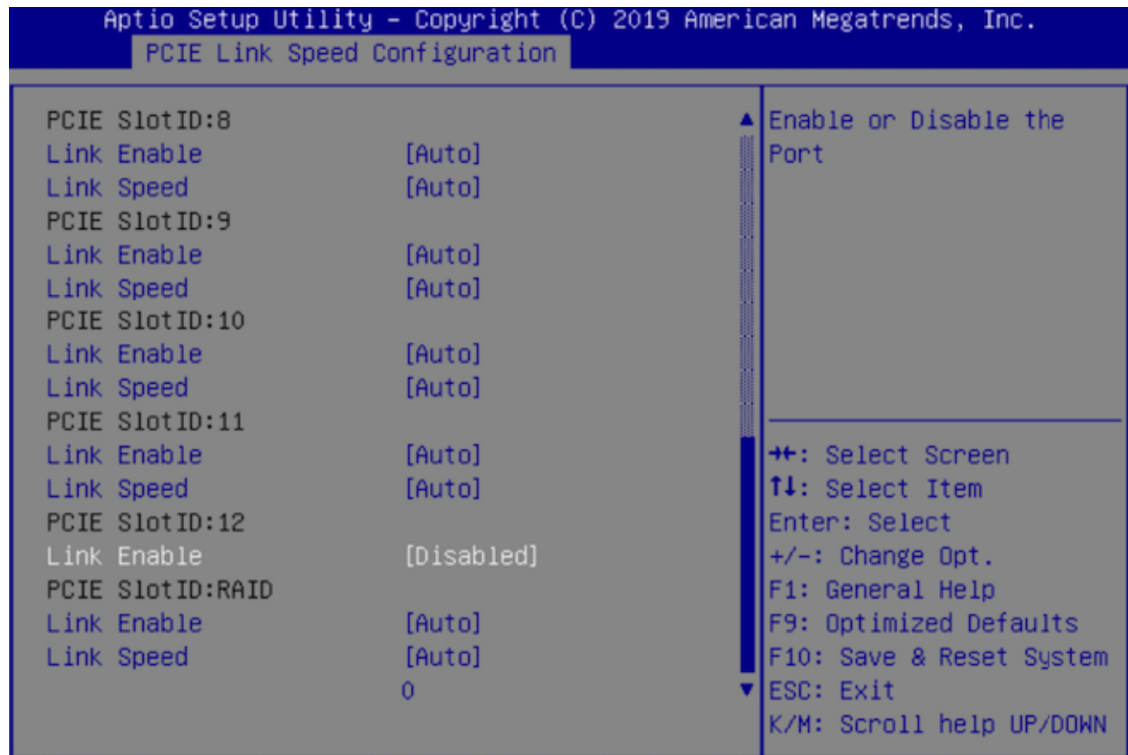 Aptio Setup Utility – Copyright (C) 2019 American Megatrends, Inc.
PCIE Link Speed Configuration
PCIE SlotID:8
Link Enable [Auto]
Link Speed [Auto]
PCIE SlotID:9
Link Enable [Auto]
Link Speed [Auto]
PCIE SlotID:10
Link Enable [Auto]
Link Speed [Auto]
PCIE SlotID:11
Link Enable [Auto]
Link Speed [Auto]
PCIE SlotID:12
Link Enable [Disabled]
PCIE SlotID:RAID
Link Enable [Auto]
Link Speed [Auto]
0
Enable or Disable the
Port
→←: Select Screen
↑↓: Select Item
Enter: Select
+/-: Change Opt.
F1: General Help
F9: Optimized Defaults
F10: Save & Reset System
ESC: Exit
K/M: Scroll help UP/DOWN